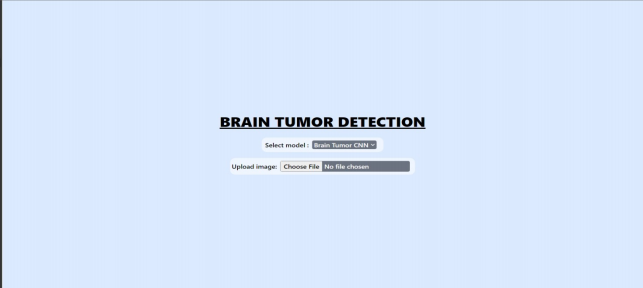 BRAIN TUMOR DETECTION
Select model : Brain Tumor CNN
Upload image: Choose File No file chosen